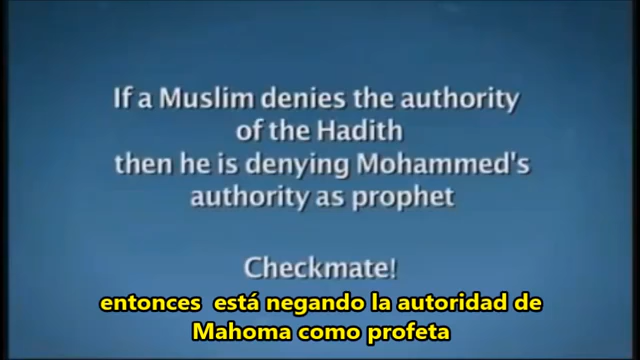 If a Muslim denies the authority
of the Hadith
then he is denying Mohammed's
authority as prophet
Checkmate!
entonces está negando la autoridad de
Mahoma como profeta